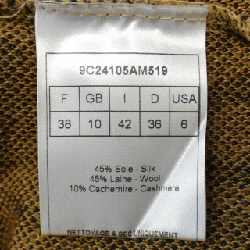 9C24105AM519
F GB I D USA
38 10 42 36 6
45% Soie - Silk
45% Laine - Wool
10% Cachemire - Cashmere
NETTOYAGE A SEC UNIQUEMENT